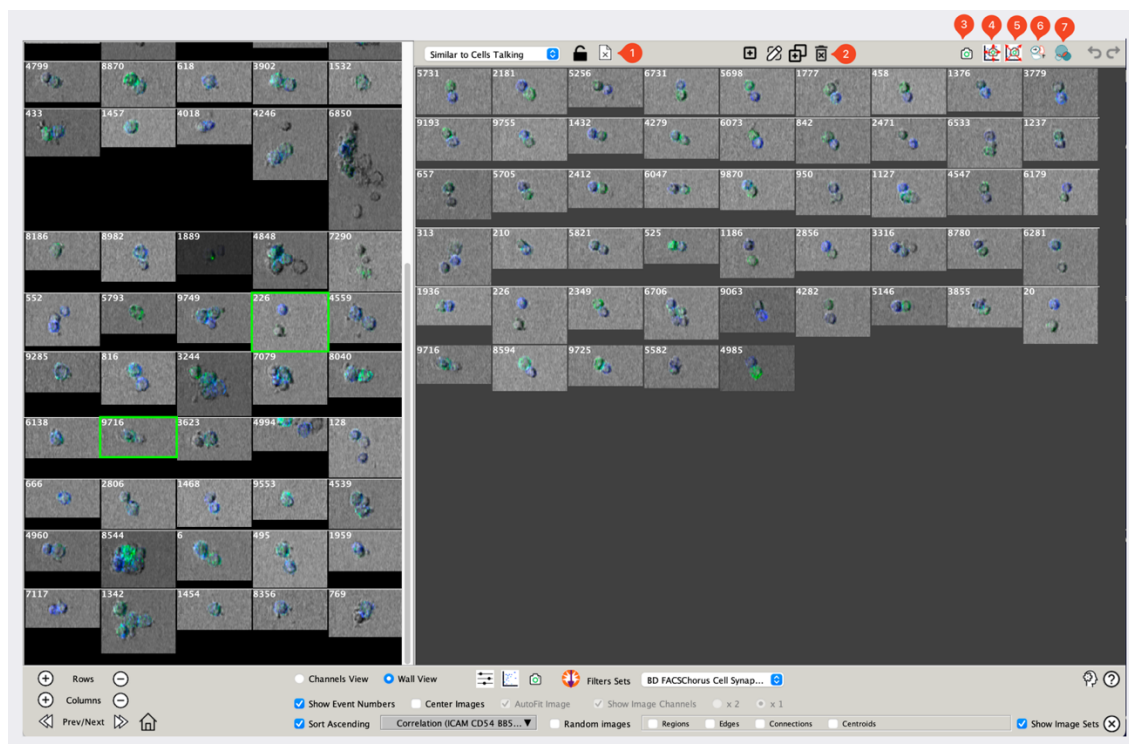 3 4 5 6 7
Similar to Cells Talking 1 2
4799 8870 618 3902 1532
5731 2181 5256 6731 5698 1777 458 1376 3779
433 1457 4018 4246 6850
9193 9755 1432 4279 6073 842 2471 6533 1237
657 5705 2412 6047 9870 950 1127 4547 6179
8186 8982 1889 4848 7290
313 210 5821 525 1186 2856 3316 8780 6281
552 5793 9749 226 4559
1936 226 2349 6706 9063 4282 5146 3855 20
9285 816 3244 7079 8040
9716 8594 9725 5582 4985
6138 9716 3623 4994 128
666 2806 1468 9553 4539
4960 8544 6 495 1959
7117 1342 1454 8356 769
Rows Channels View Wall View Filters Sets BD FACSChorus Cell Synap...
Columns Show Event Numbers Center Images AutoFit Image Show Image Channels x 2 x 1
Prev/Next Sort Ascending Correlation (ICAM CD54 BB5... Random images Regions Edges Connections Centroids Show Image Sets